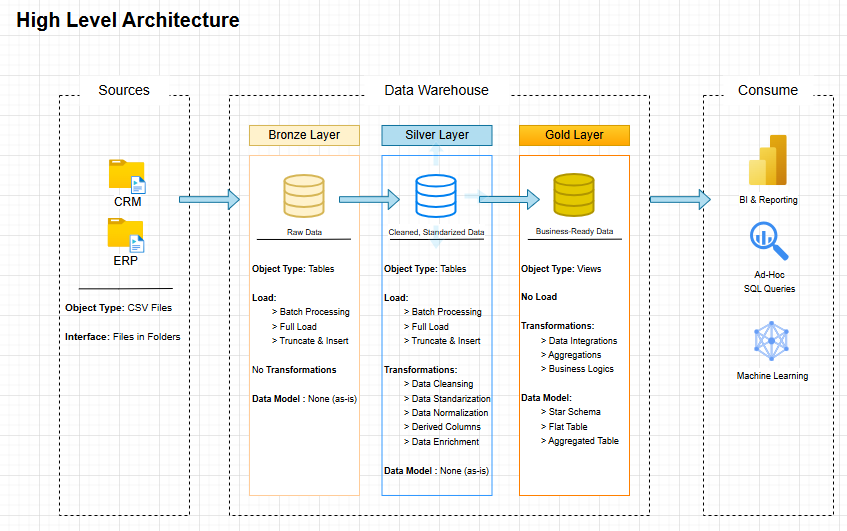 High Level Architecture
Sources
CRM
ERP
Object Type: CSV Files
Interface: Files in Folders
Data Warehouse
Bronze Layer
Raw Data
Object Type: Tables
Load:
> Batch Processing
> Full Load
> Truncate & Insert
No Transformations
Data Model : None (as-is)
Silver Layer
Cleaned, Standarized Data
Object Type: Tables
Load:
> Batch Processing
> Full Load
> Truncate & Insert
Transformations:
> Data Cleansing
> Data Standarization
> Data Normalization
> Derived Columns
> Data Enrichment
Data Model : None (as-is)
Gold Layer
Business-Ready Data
Object Type: Views
No Load
Transformations:
> Data Integrations
> Aggregations
> Business Logics
Data Model:
> Star Schema
> Flat Table
> Aggregated Table
Consume
BI & Reporting
Ad-Hoc
SQL Queries
Machine Learning